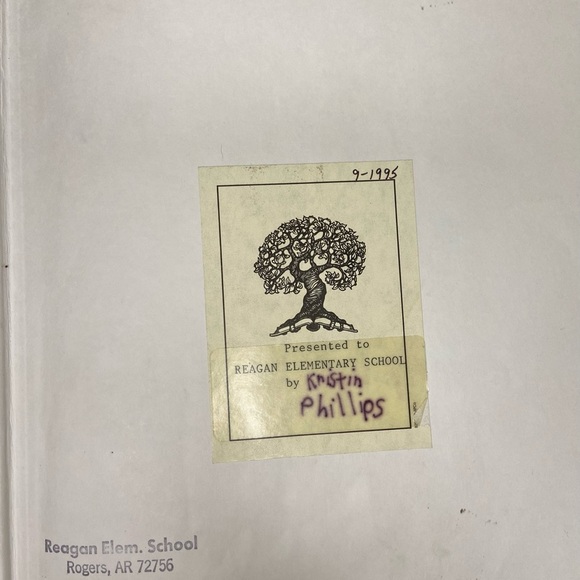 9-1995
Presented to
REAGAN ELEMENTARY SCHOOL
by Kristin
Phillips
Reagan Elem. School
Rogers, AR 72756